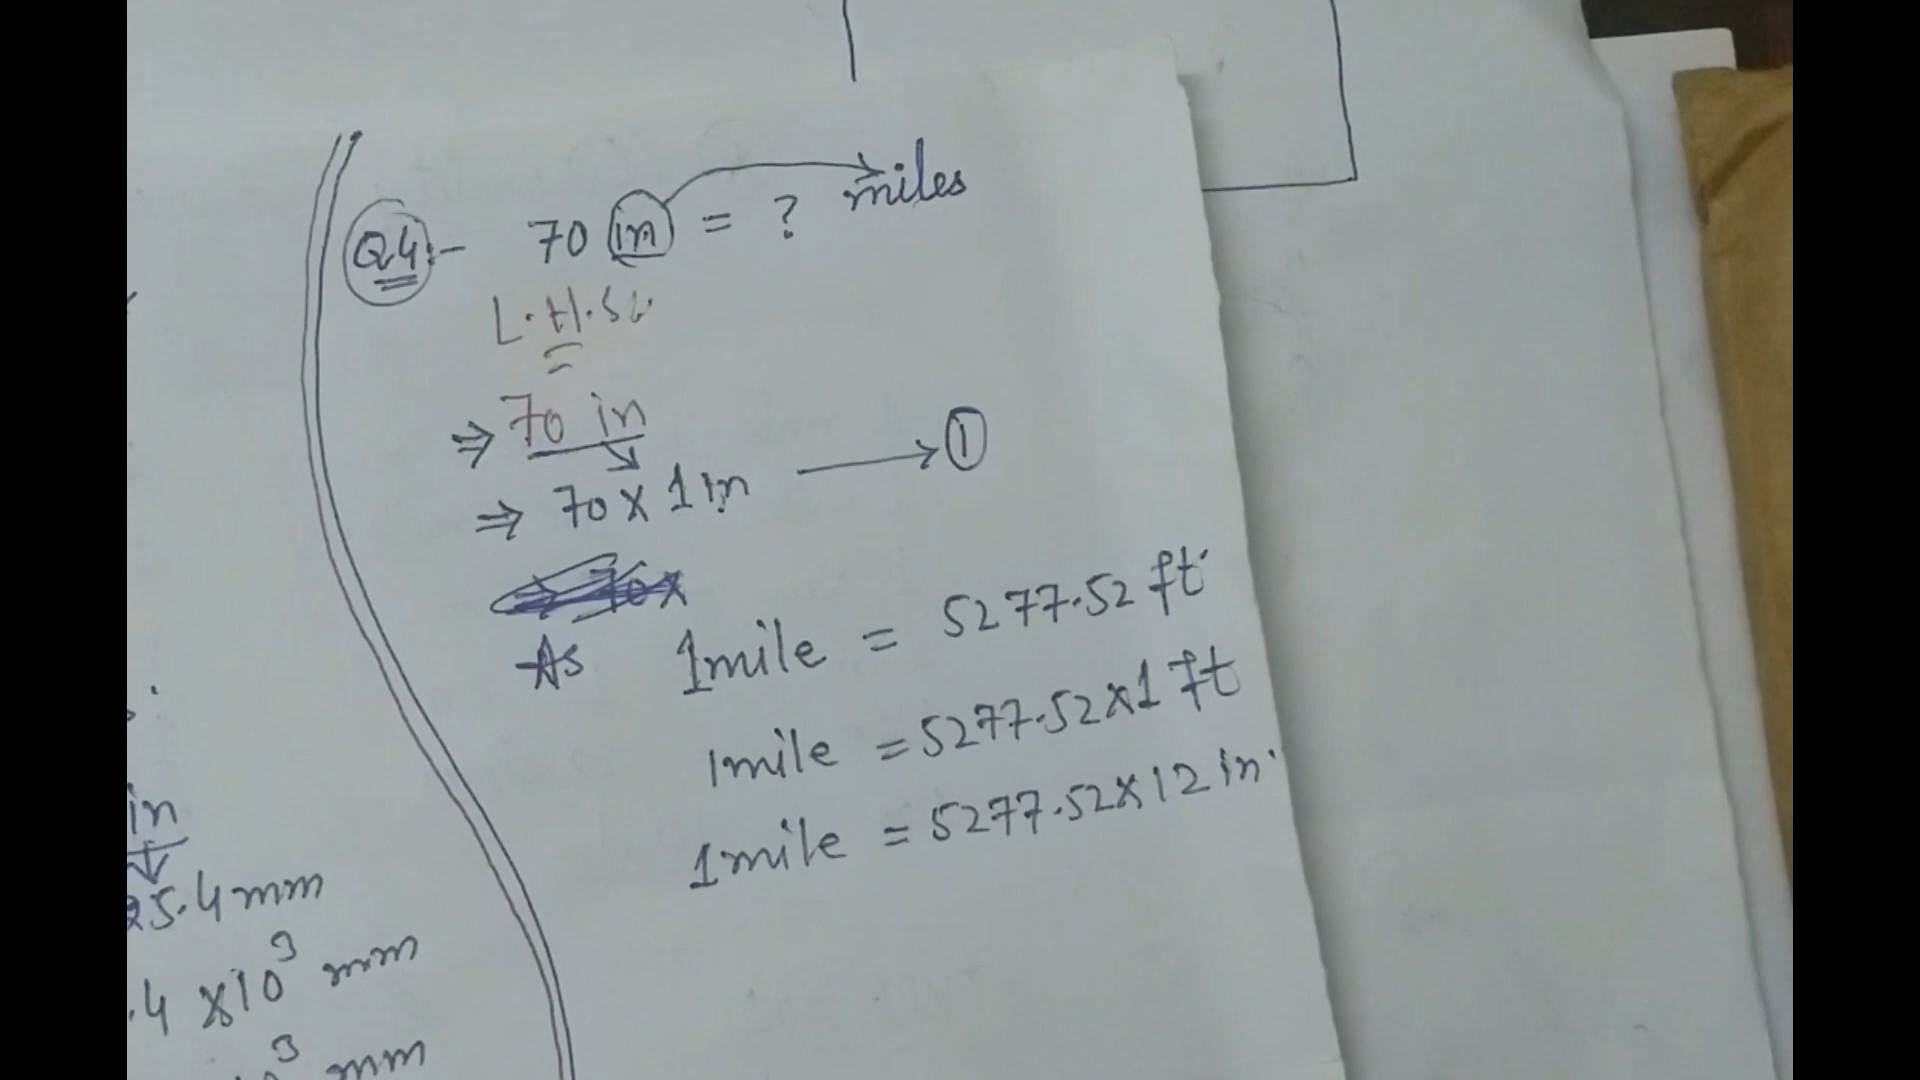 Q4:- 70 in = ? miles
L.H.S.
⇒ 70 in
⇒ 70 x 1 in → ①
As 1mile = 5277.52 ft
1mile = 5277.52x1 ft
1mile = 5277.52x12 in.
in
25.4 mm
.4 x10³ mm
³ mm